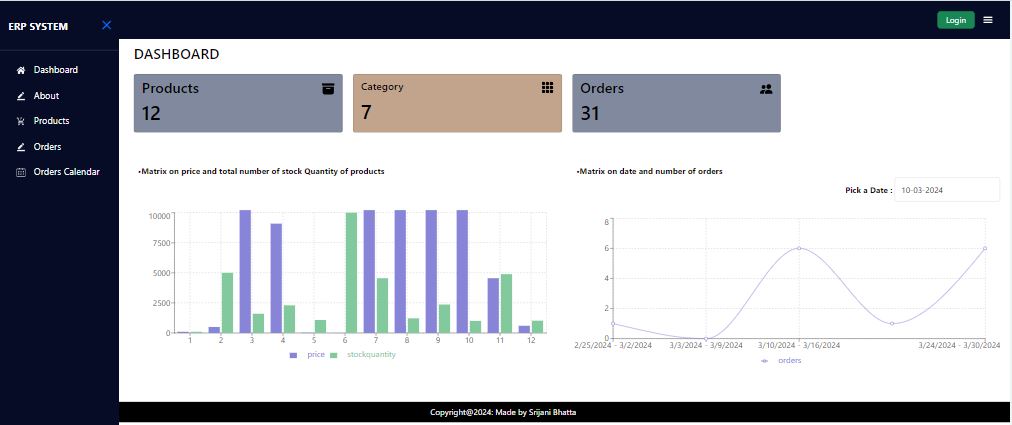 ERP SYSTEM
Login
Dashboard
About
Products
Orders
Orders Calendar
DASHBOARD
Products
12
Category
7
Orders
31
•Matrix on price and total number of stock Quantity of products
10000
7500
5000
2500
0
1 2 3 4 5 6 7 8 9 10 11 12
price stockquantity
•Matrix on date and number of orders
Pick a Date : 10-03-2024
8
6
4
2
0
2/25/2024 - 3/2/2024 3/3/2024 - 3/9/2024 3/10/2024 - 3/16/2024 3/24/2024 - 3/30/2024
orders
Copyright@2024: Made by Srijani Bhatta